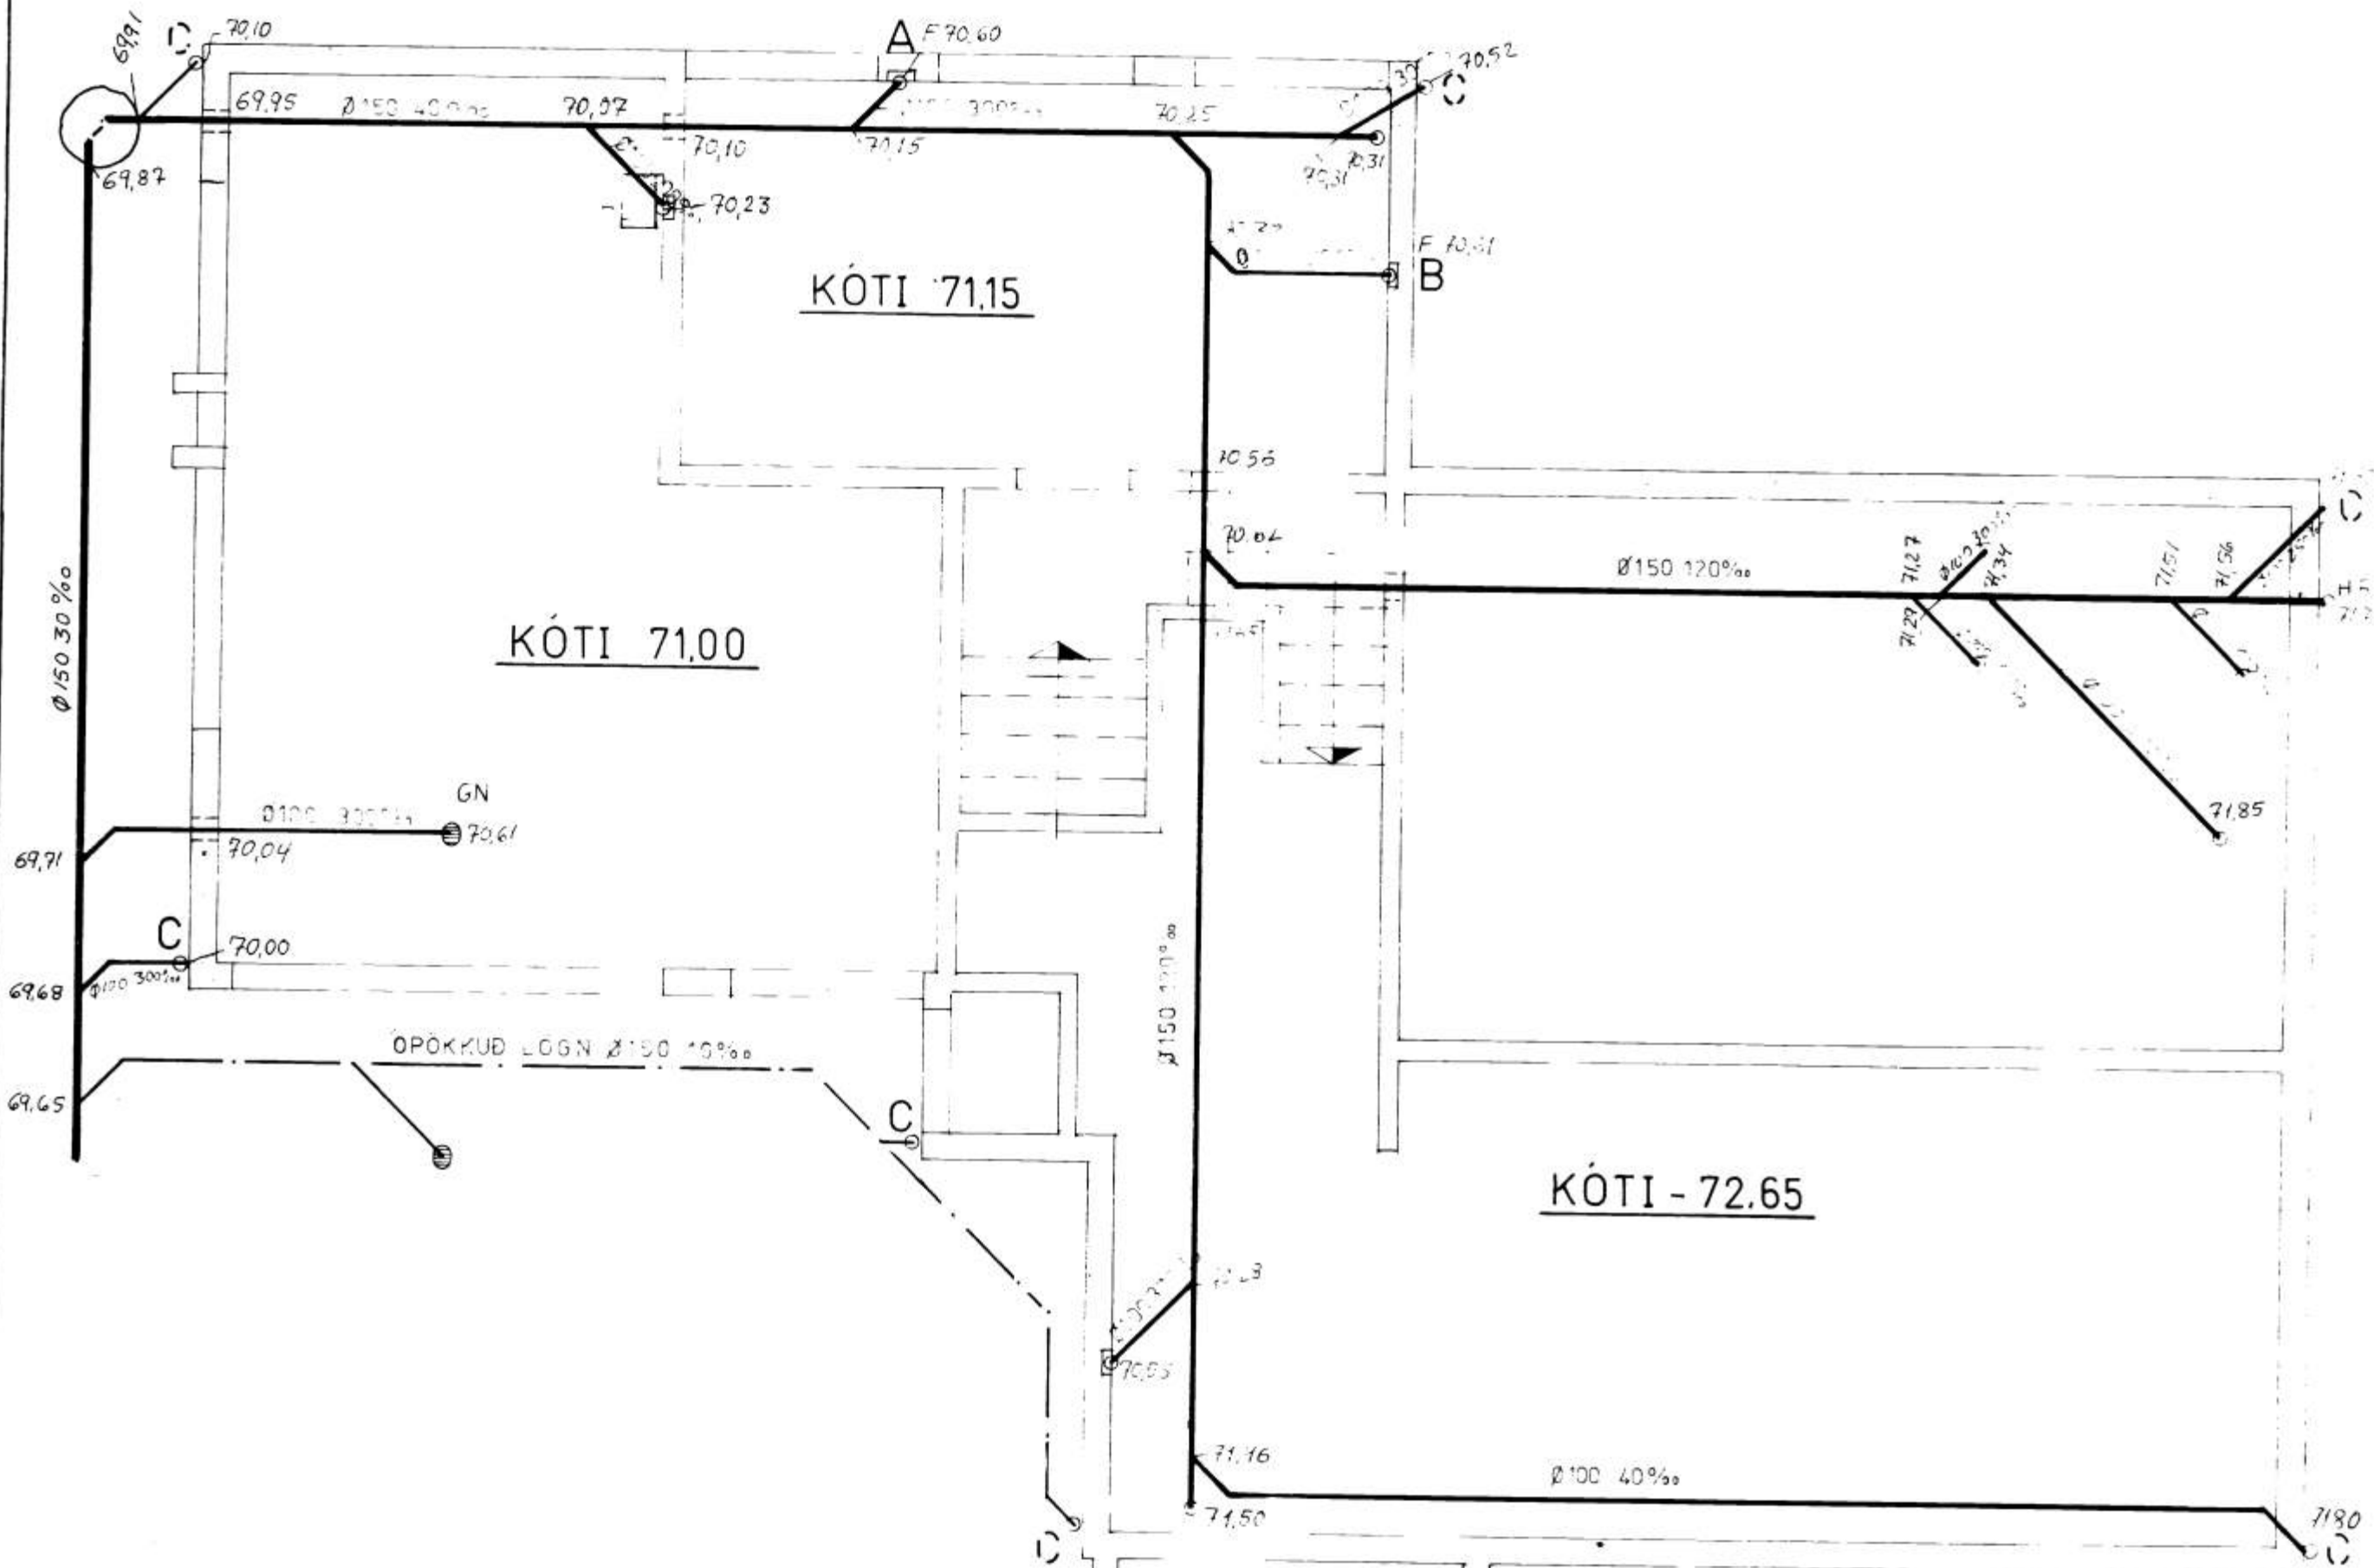 69,91
C
70,10
A
F 70,60
70,52
C
69,95
Ø150 40‰
70,07
70,10
70,15
300‰
70,25
70,31
70,31
69,87
70,23
B
KÓTI 71,15
70,56
Ø150 120‰
71,27
71,29
71,34
71,51
71,56
C
KÓTI 71,00
Ø150 30‰
GN
Ø100 300‰
70,61
69,71
70,04
71,85
C
70,00
69,68
Ø100 300‰
ÓPÖKKUÐ LÖGN Ø150 10‰
69,65
C
KÓTI - 72.65
71,16
Ø100 40‰
71,50
C
71,80
C